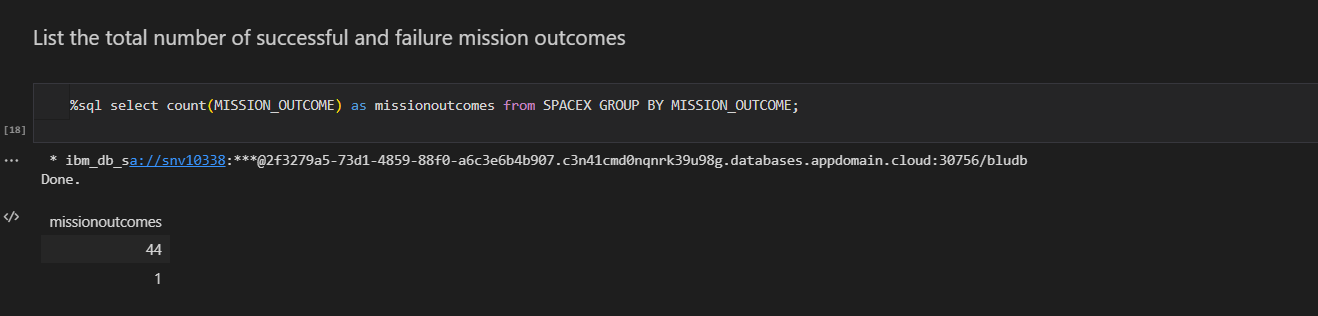 List the total number of successful and failure mission outcomes
%sql select count(MISSION_OUTCOME) as missionoutcomes from SPACEX GROUP BY MISSION_OUTCOME;
[18]
* ibm_db_sa://snv10338:***@2f3279a5-73d1-4859-88f0-a6c3e6b4b907.c3n41cmd0nqnrk39u98g.databases.appdomain.cloud:30756/bludb
Done.
missionoutcomes
44
1